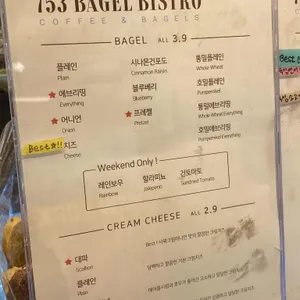 753 BAGEL BISTRO
COFFEE & BAGELS
BAGEL ALL 3.9
플레인
Plain
시나몬건포도
Cinnamon Raisin
통밀플레인
Whole Wheat
★ 에브리띵
Everything
블루베리
Blueberry
호밀플레인
Pumpernikel
★ 어니언
Onion
★ 프레첼
Pretzel
통밀에브리띵
Whole Wheat Everything
Best☆!!
치즈
Cheese
호밀에브리띵
Pumpernikel Everything
Weekend Only!
레인보우
Rainbow
할라피뇨
Jalapeno
건토마토
Sundried Tomato
CREAM CHEESE ALL 2.9
★ 대파
Scallion
플레인
Plain